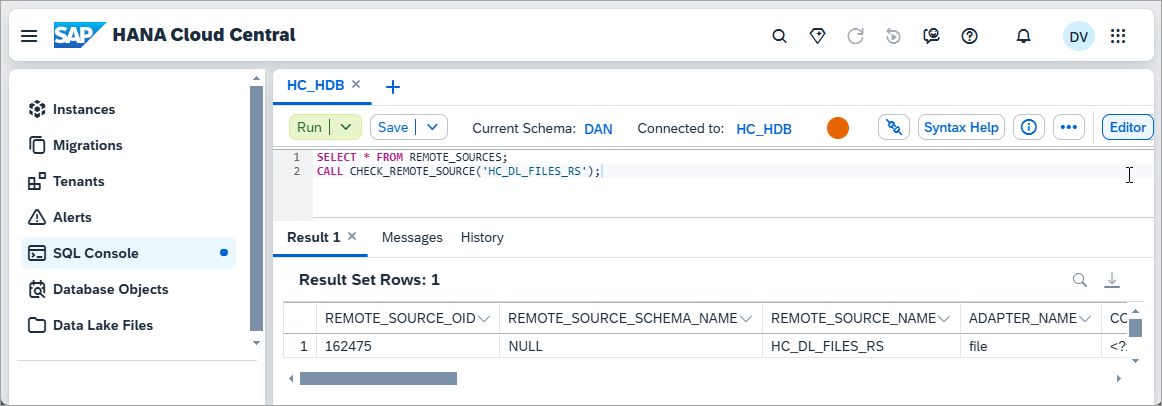 SAP HANA Cloud Central
DV
Instances
Migrations
Tenants
Alerts
SQL Console
Database Objects
Data Lake Files
HC_HDB
Run Save Current Schema: DAN Connected to: HC_HDB Syntax Help Editor
1 SELECT * FROM REMOTE_SOURCES;
2 CALL CHECK_REMOTE_SOURCE('HC_DL_FILES_RS');
Result 1 Messages History
Result Set Rows: 1
REMOTE_SOURCE_OID REMOTE_SOURCE_SCHEMA_NAME REMOTE_SOURCE_NAME ADAPTER_NAME
1 162475 NULL HC_DL_FILES_RS file <?